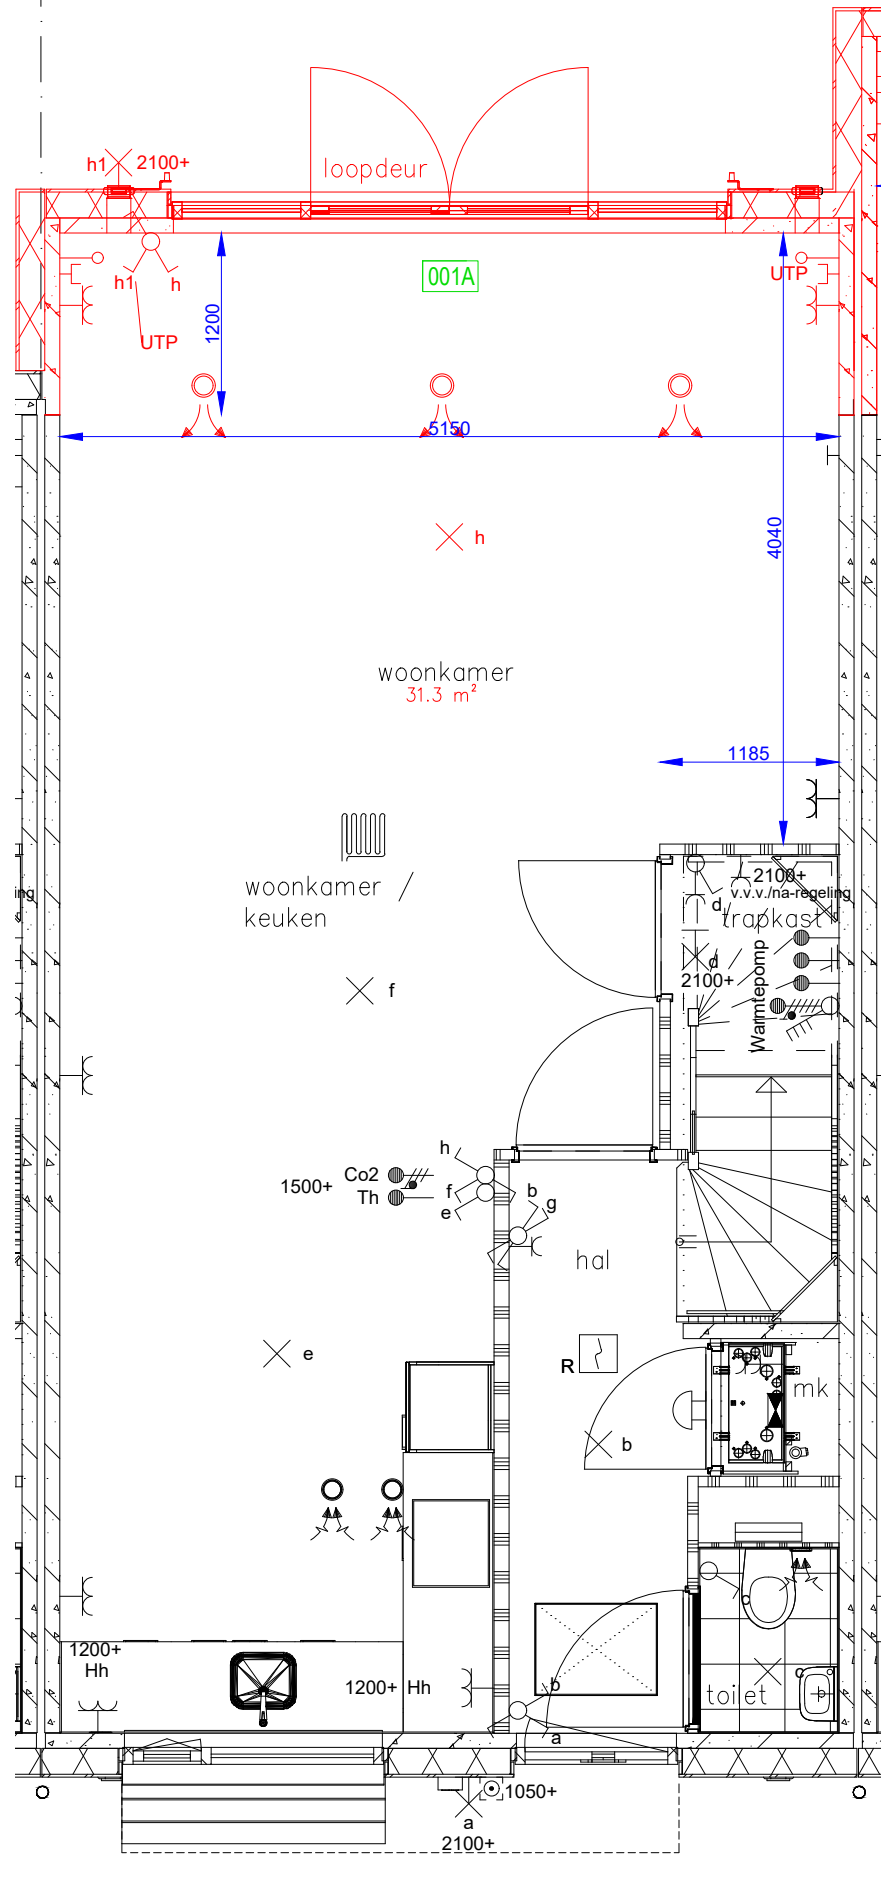 loopdeur
h1 2100+
001A
h1
h
UTP
UTP
1200
5150
4040
h
woonkamer
31.3 m²
1185
woonkamer /
keuken
2100+
v.v.v./na-regeling
d
trapkast
ng
d
2100+
Warmtepomp
f
h
Co2
1500+
Th
f
b
e
g
hal
e
R
mk
b
1200+
Hh
1200+ Hh
b
toilet
a
1050+
a
2100+